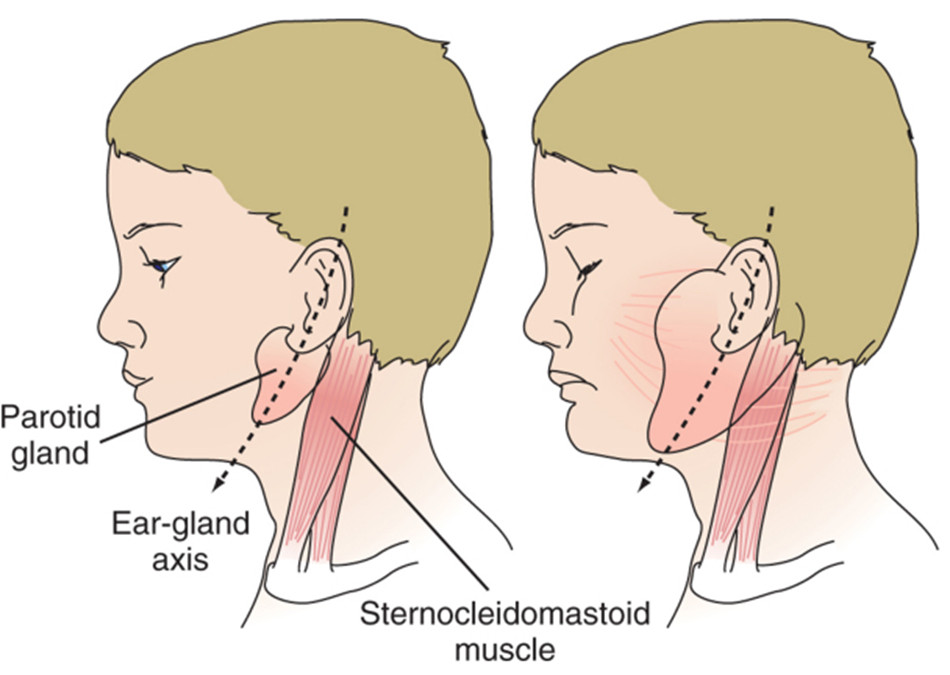 Parotid
gland
Ear-gland
axis
Sternocleidomastoid
muscle